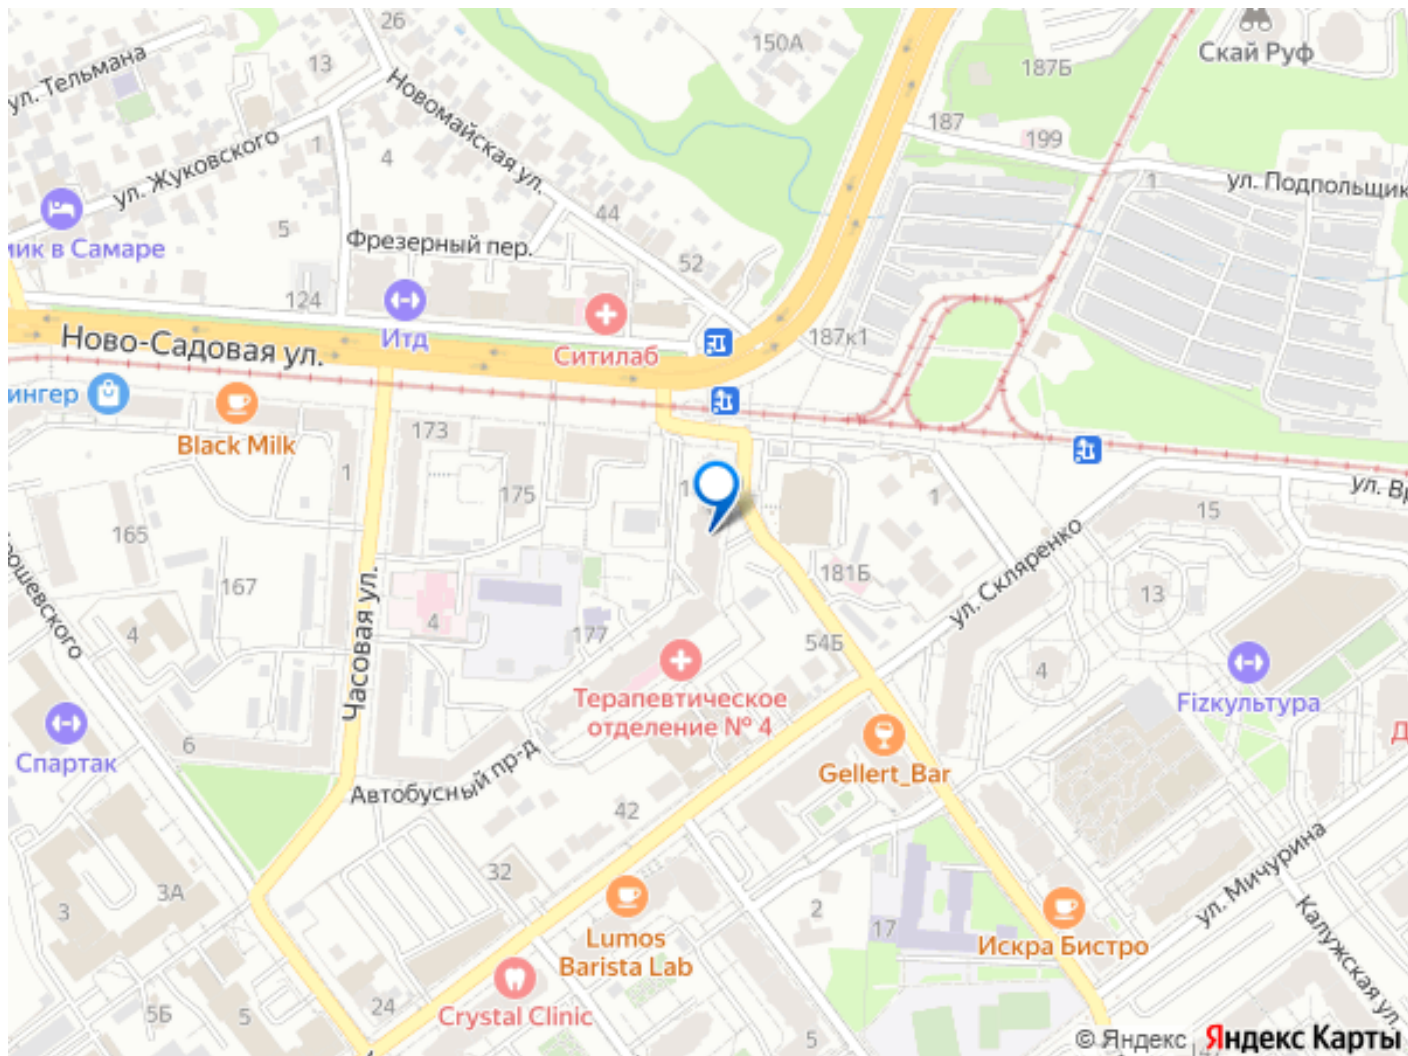 26
150А
Скай Руф
187Б
13
ул. Тельмана
Новомайская ул.
187
199
1
4
ул. Жуковского
44
ул. Подпольщик
1
5
Фрезерный пер.
52
ик в Самаре
124
Итд
Ситилаб
187к1
Ново-Садовая ул.
ингер
Black Milk
173
1
175
1
15
ул. Вр
165
ул. Скляренко
181Б
13
167
Часовая ул.
4
177
54Б
4
рошевского
4
Терапевтическое
отделение № 4
Fizкультура
Спартак
6
Автобусный пр-д
Gellert_Bar
Д
42
32
ул. Мичурина
3А
3
2
17
Lumos
Barista Lab
Искра Бистро
Калужская ул.
24
Crystal Clinic
5Б
5
5
© Яндекс Яндекс Карты